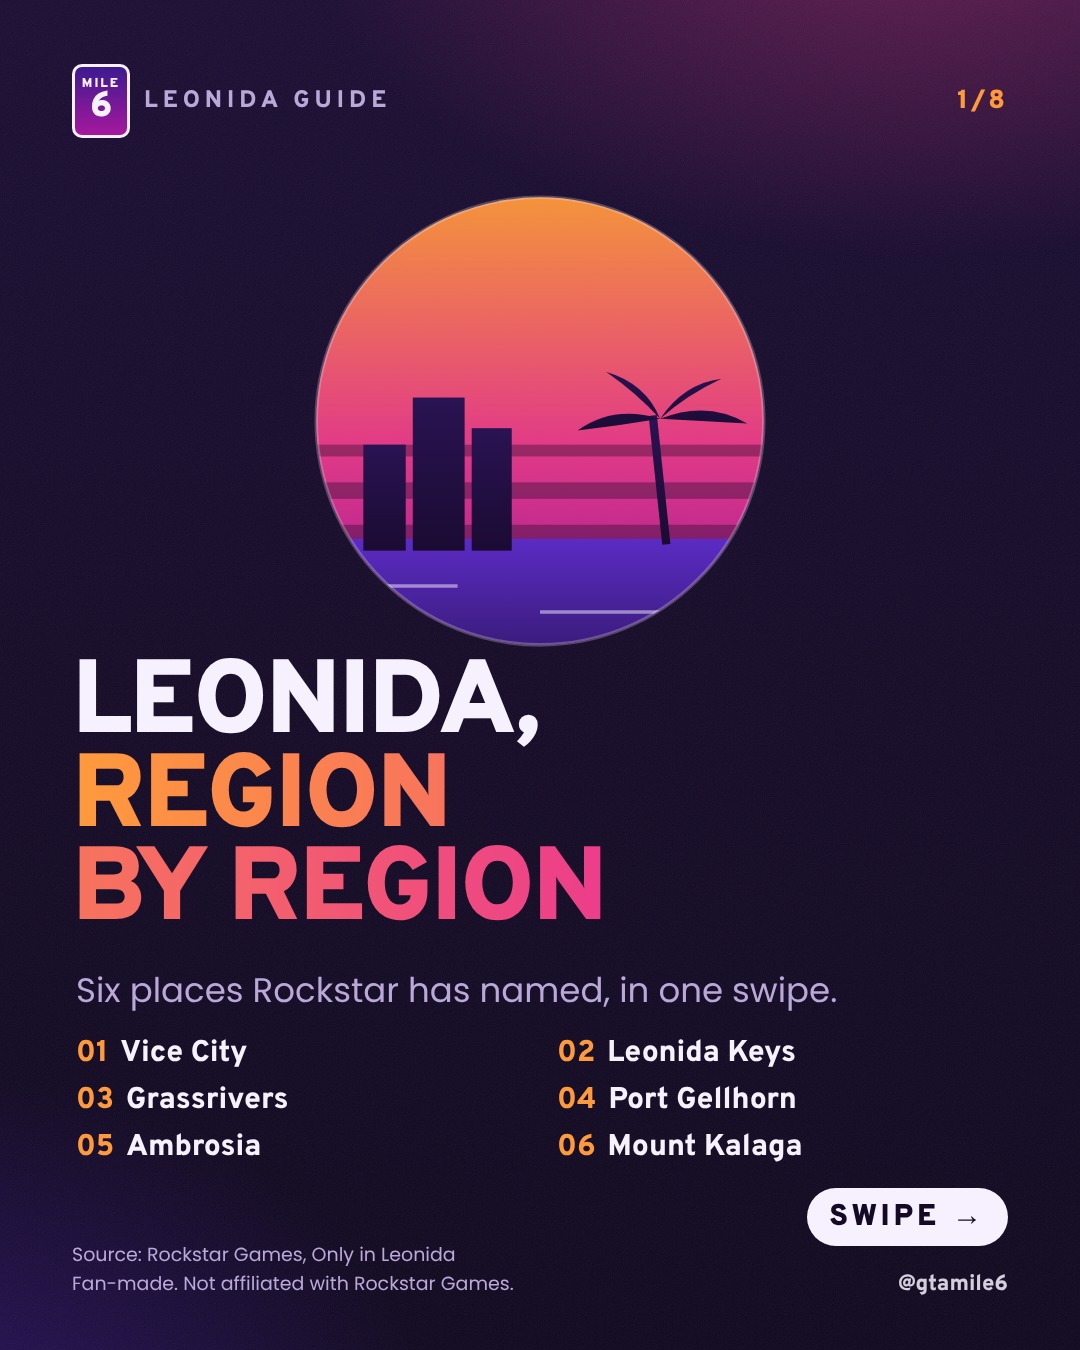 MILE
6
LEONIDA GUIDE
1/8
LEONIDA,
REGION
BY REGION
Six places Rockstar has named, in one swipe.
01 Vice City
02 Leonida Keys
03 Grassrivers
04 Port Gellhorn
05 Ambrosia
06 Mount Kalaga
SWIPE →
Source: Rockstar Games, Only in Leonida
Fan-made. Not affiliated with Rockstar Games.
@gtamile6